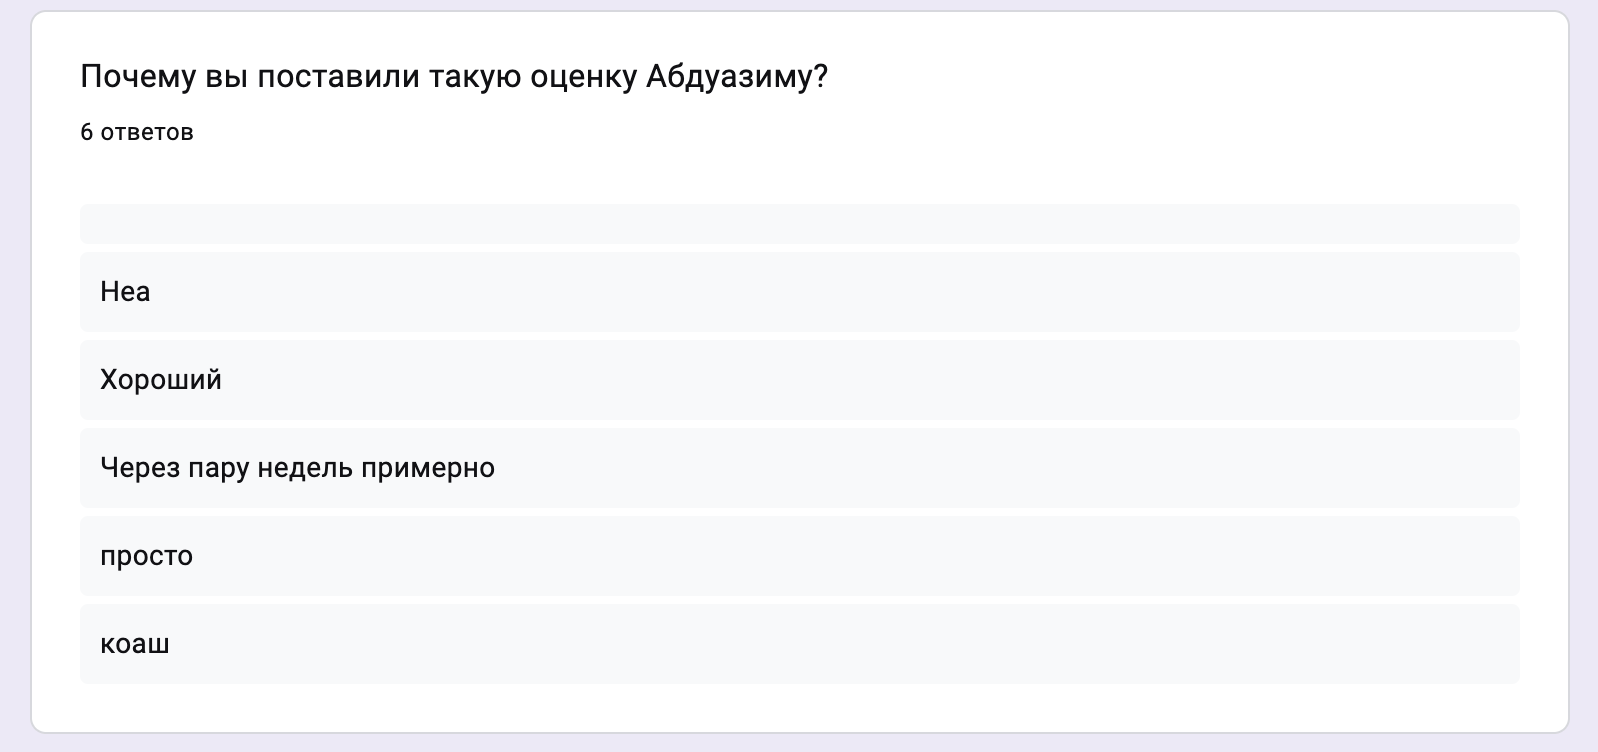 Почему вы поставили такую оценку Абдуазиму?
6 ответов
Неа
Хороший
Через пару недель примерно
просто
коаш